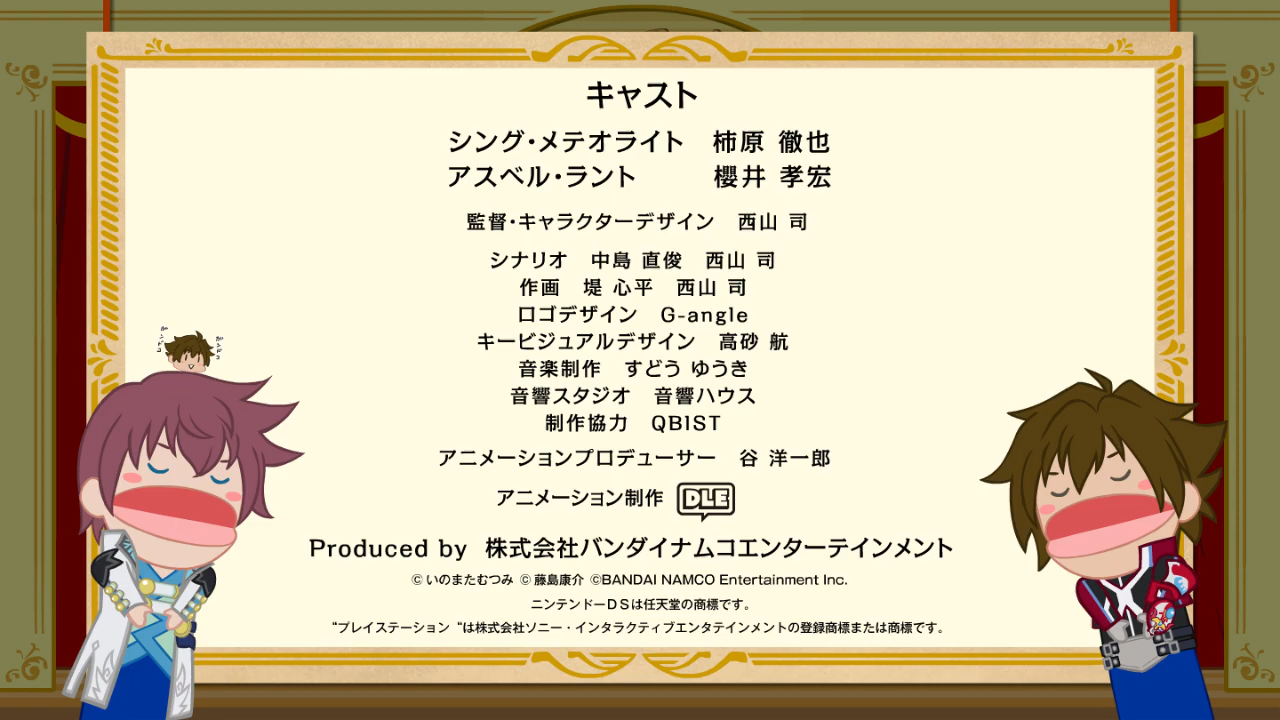 キャスト
シング・メテオライト 柿原 徹也
アスベル・ラント 櫻井 孝宏
監督・キャラクターデザイン 西山 司
シナリオ 中島 直俊 西山 司
作画 堤 心平 西山 司
ロゴデザイン G-angle
キービジュアルデザイン 高砂 航
音楽制作 すどう ゆうき
音響スタジオ 音響ハウス
制作協力 QBIST
アニメーションプロデューサー 谷 洋一郎
アニメーション制作 DLE
Produced by 株式会社バンダイナムコエンターテインメント
© いのまたむつみ © 藤島康介 ©BANDAI NAMCO Entertainment Inc.
ニンテンドーDSは任天堂の商標です。
“プレイステーション “は株式会社ソニー・インタラクティブエンタテインメントの登録商標または商標です。